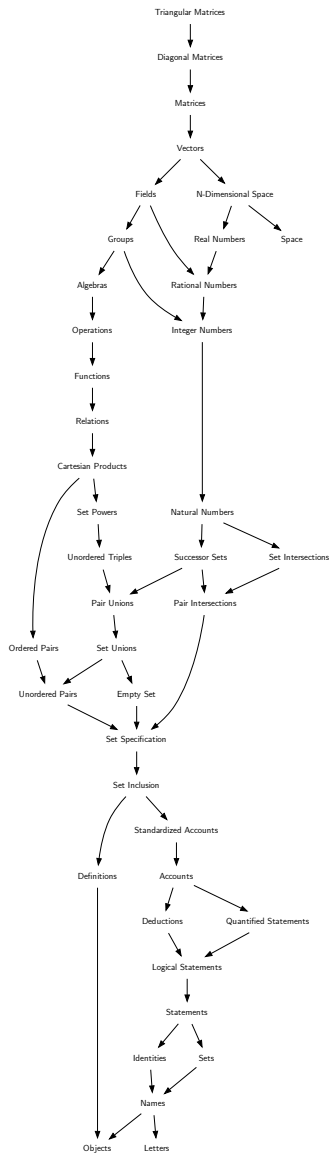 Triangular Matrices
Diagonal Matrices
Matrices
Vectors
Fields
N-Dimensional Space
Groups
Real Numbers
Space
Algebras
Rational Numbers
Operations
Integer Numbers
Functions
Relations
Cartesian Products
Set Powers
Natural Numbers
Unordered Triples
Successor Sets
Set Intersections
Pair Unions
Pair Intersections
Ordered Pairs
Set Unions
Unordered Pairs
Empty Set
Set Specification
Set Inclusion
Standardized Accounts
Definitions
Accounts
Deductions
Quantified Statements
Logical Statements
Statements
Identities
Sets
Names
Objects
Letters